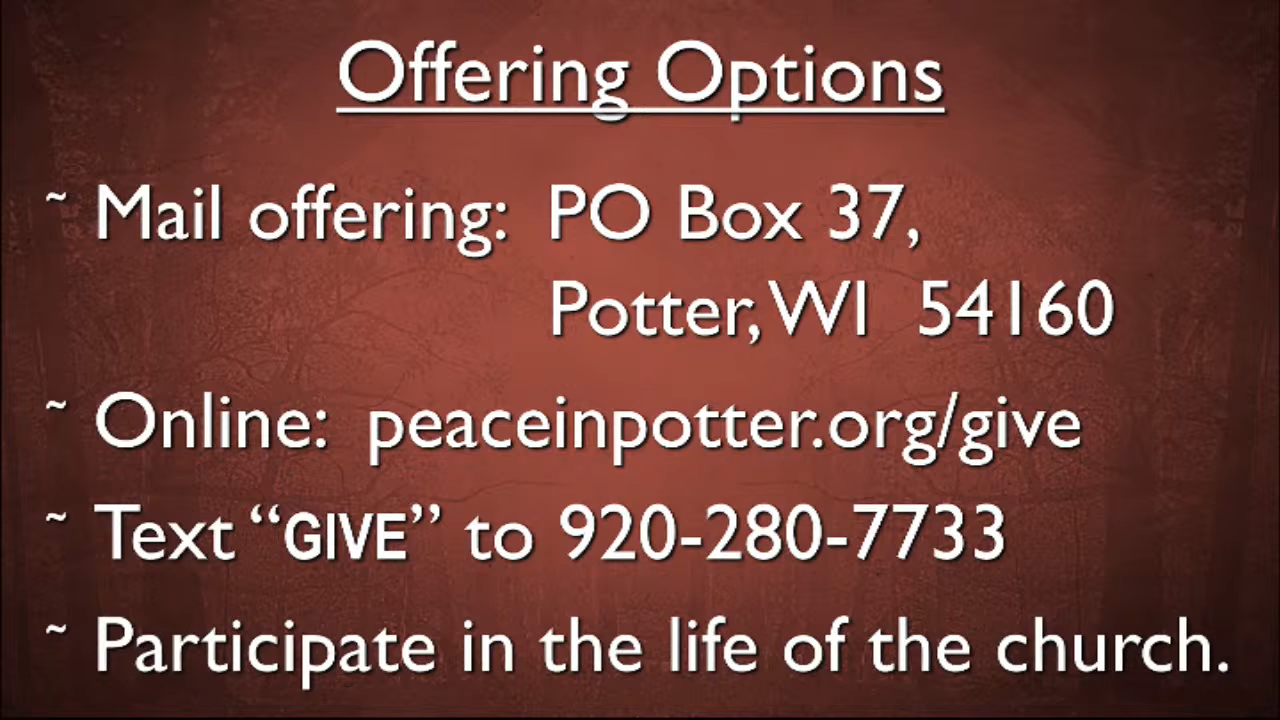 Offering Options
~ Mail offering: PO Box 37,
Potter, WI 54160
~ Online: peaceinpotter.org/give
~ Text “GIVE” to 920-280-7733
~ Participate in the life of the church.